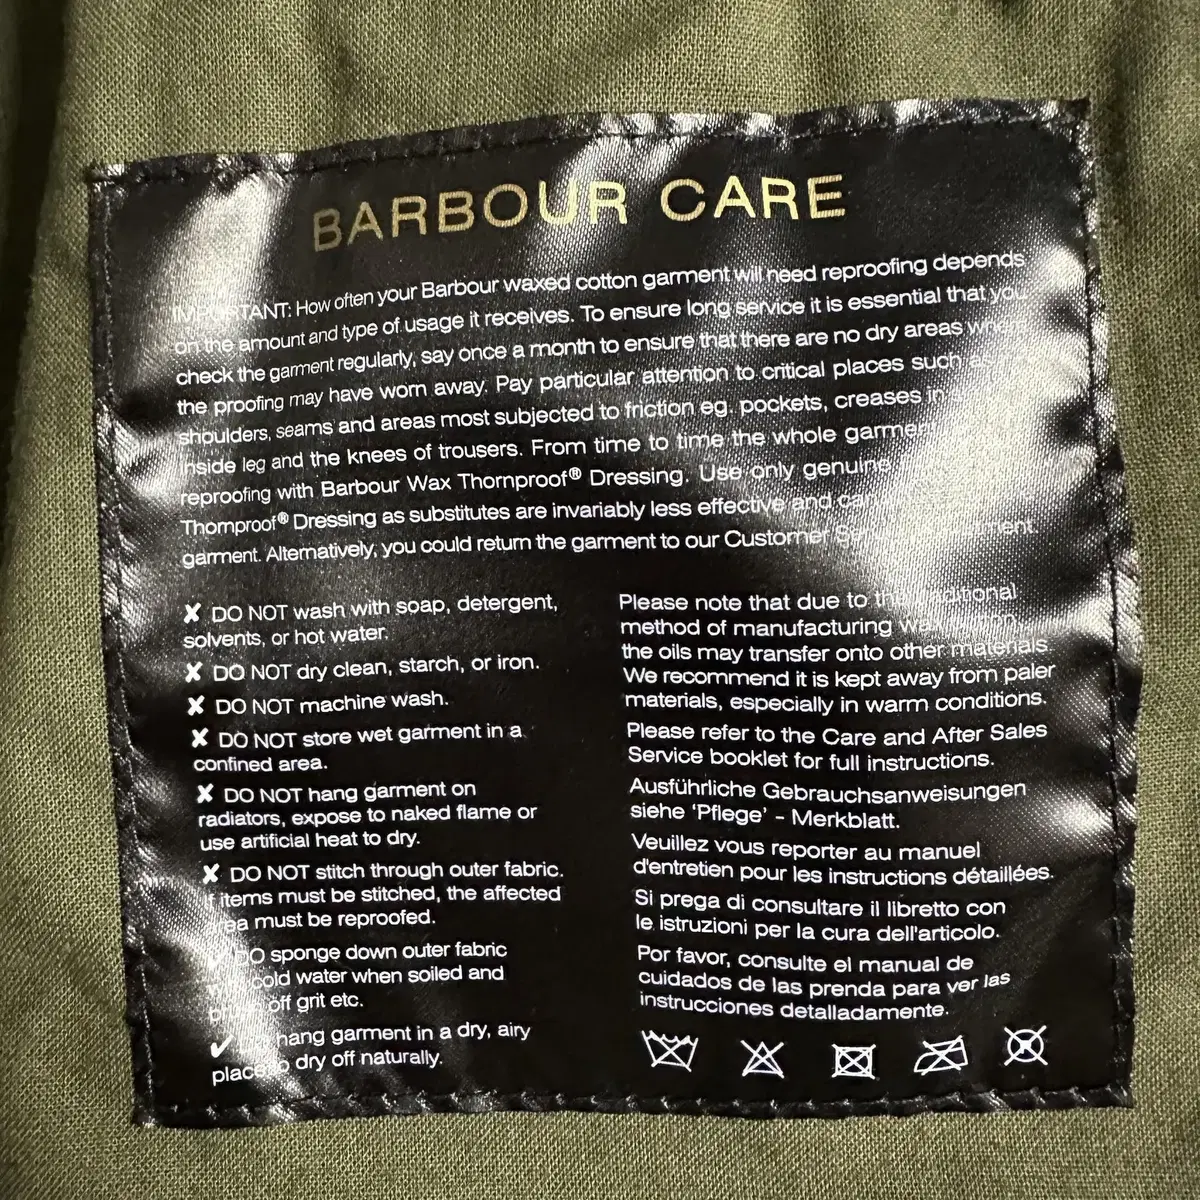 BARBOUR CARE
IMPORTANT: How often your Barbour waxed cotton garment will need reproofing depends
on the amount and type of usage it receives. To ensure long service it is essential that you
check the garment regularly, say once a month to ensure that there are no dry areas
the proofing may have worn away. Pay particular attention to critical places such as
shoulders, seams and areas most subjected to friction eg. pockets, creases in
inside leg and the knees of trousers. From time to time the whole
reproofing with Barbour Wax Thornproof® Dressing. Use only genuine
Thornproof® Dressing as substitutes are invariably less effective and can
garment. Alternatively, you could return the garment to our Customer
✘ DO NOT wash with soap, detergent,
solvents, or hot water.
✘ DO NOT dry clean, starch, or iron.
✘ DO NOT machine wash.
✘ DO NOT store wet garment in a
confined area.
✘ DO NOT hang garment on
radiators, expose to naked flame or
use artificial heat to dry.
✘ DO NOT stitch through outer fabric.
If items must be stitched, the affected
area must be reproofed.
✔ DO sponge down outer fabric
cold water when soiled and
off grit etc.
✔ hang garment in a dry, airy
place to dry off naturally.
Please note that due to the traditional
method of manufacturing
the oils may transfer onto other materials.
We recommend it is kept away from paler
materials, especially in warm conditions.
Please refer to the Care and After Sales
Service booklet for full instructions.
Ausführliche Gebrauchsanweisungen
siehe 'Pflege' - Merkblatt.
Veuillez vous reporter au manuel
d'entretien pour les instructions détaillées.
Si prega di consultare il libretto con
le istruzioni per la cura dell'articolo.
Por favor, consulte el manual de
cuidados de las prenda para ver las
instrucciones detalladamente.